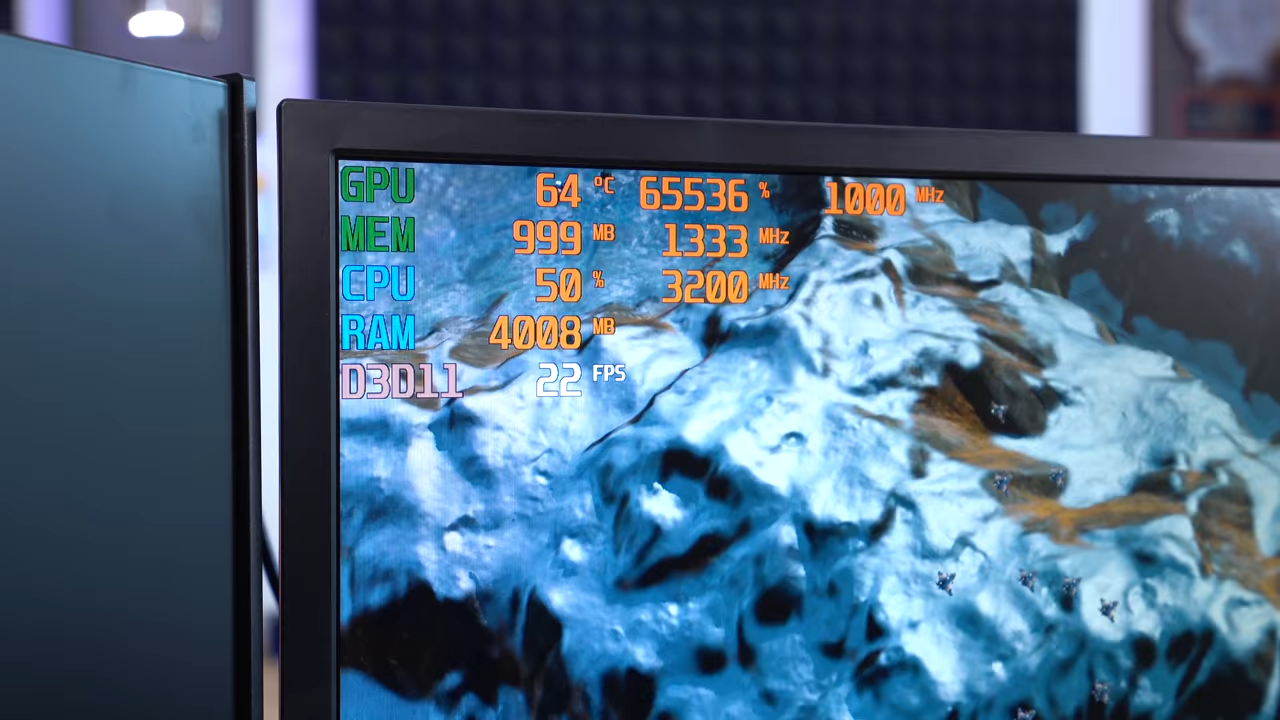 GPU 64 °C 65536 % 1000 MHz
MEM 999 MB 1333 MHz
CPU 50 % 3200 MHz
RAM 4008 MB
D3D11 22 FPS